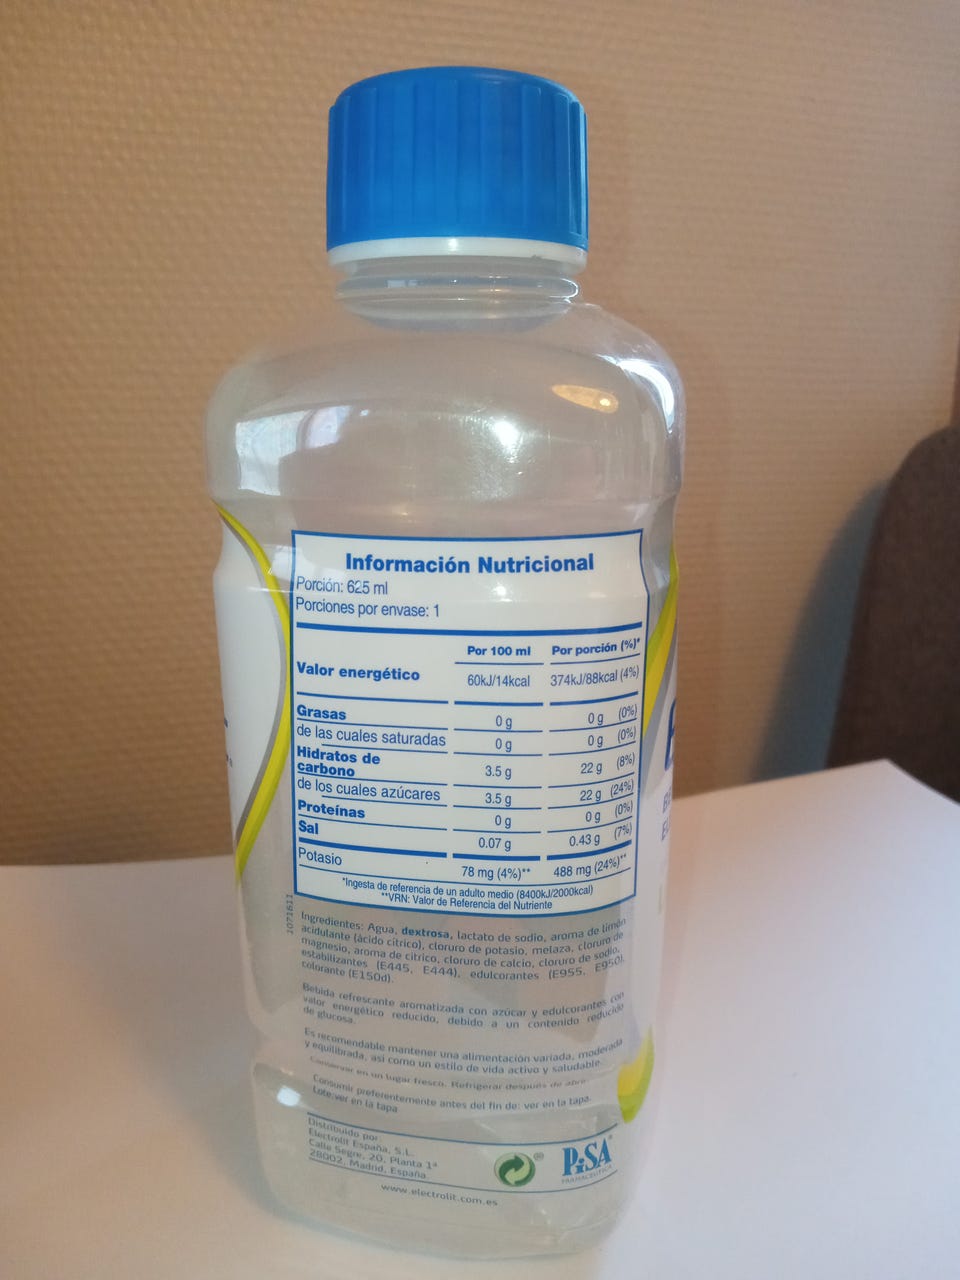 Información Nutricional
Porción: 625 ml
Porciones por envase: 1
Por 100 ml Por porción (%)*
Valor energético 60kJ/14kcal 374kJ/88kcal (4%)
Grasas 0 g 0 g (0%)
de las cuales saturadas 0 g 0 g (0%)
Hidratos de
carbono 3.5 g 22 g (8%)
de los cuales azúcares 3.5 g 22 g (24%)
Proteínas 0 g 0 g (0%)
Sal 0.07 g 0.43 g (7%)
Potasio 78 mg (4%)** 488 mg (24%)**
*Ingesta de referencia de un adulto medio (8400kJ/2000kcal)
**VRN: Valor de Referencia del Nutriente
1071611
Ingredientes: Agua, dextrosa, lactato de sodio, aroma de limón
acidulante (ácido cítrico), cloruro de potasio, melaza, cloruro de
magnesio, aroma de cítrico, cloruro de calcio, cloruro de sodio,
estabilizantes (E445, E444), edulcorantes (E955, E950),
colorante (E150d).
Bebida refrescante aromatizada con azúcar y edulcorantes con
valor energético reducido, debido a un contenido reducido
de glucosa.
Es recomendable mantener una alimentación variada, moderada
y equilibrada, así como un estilo de vida activo y saludable.
Conservar en un lugar fresco. Refrigerar después de abrir.
Consumir preferentemente antes del fin de: ver en la tapa.
Lote:ver en la tapa
Distribuido por:
Electrolit España, S.L.
Calle Segre, 20, Planta 1ª
28002, Madrid, España.
PiSA
FARMACÉUTICA
www.electrolit.com.es